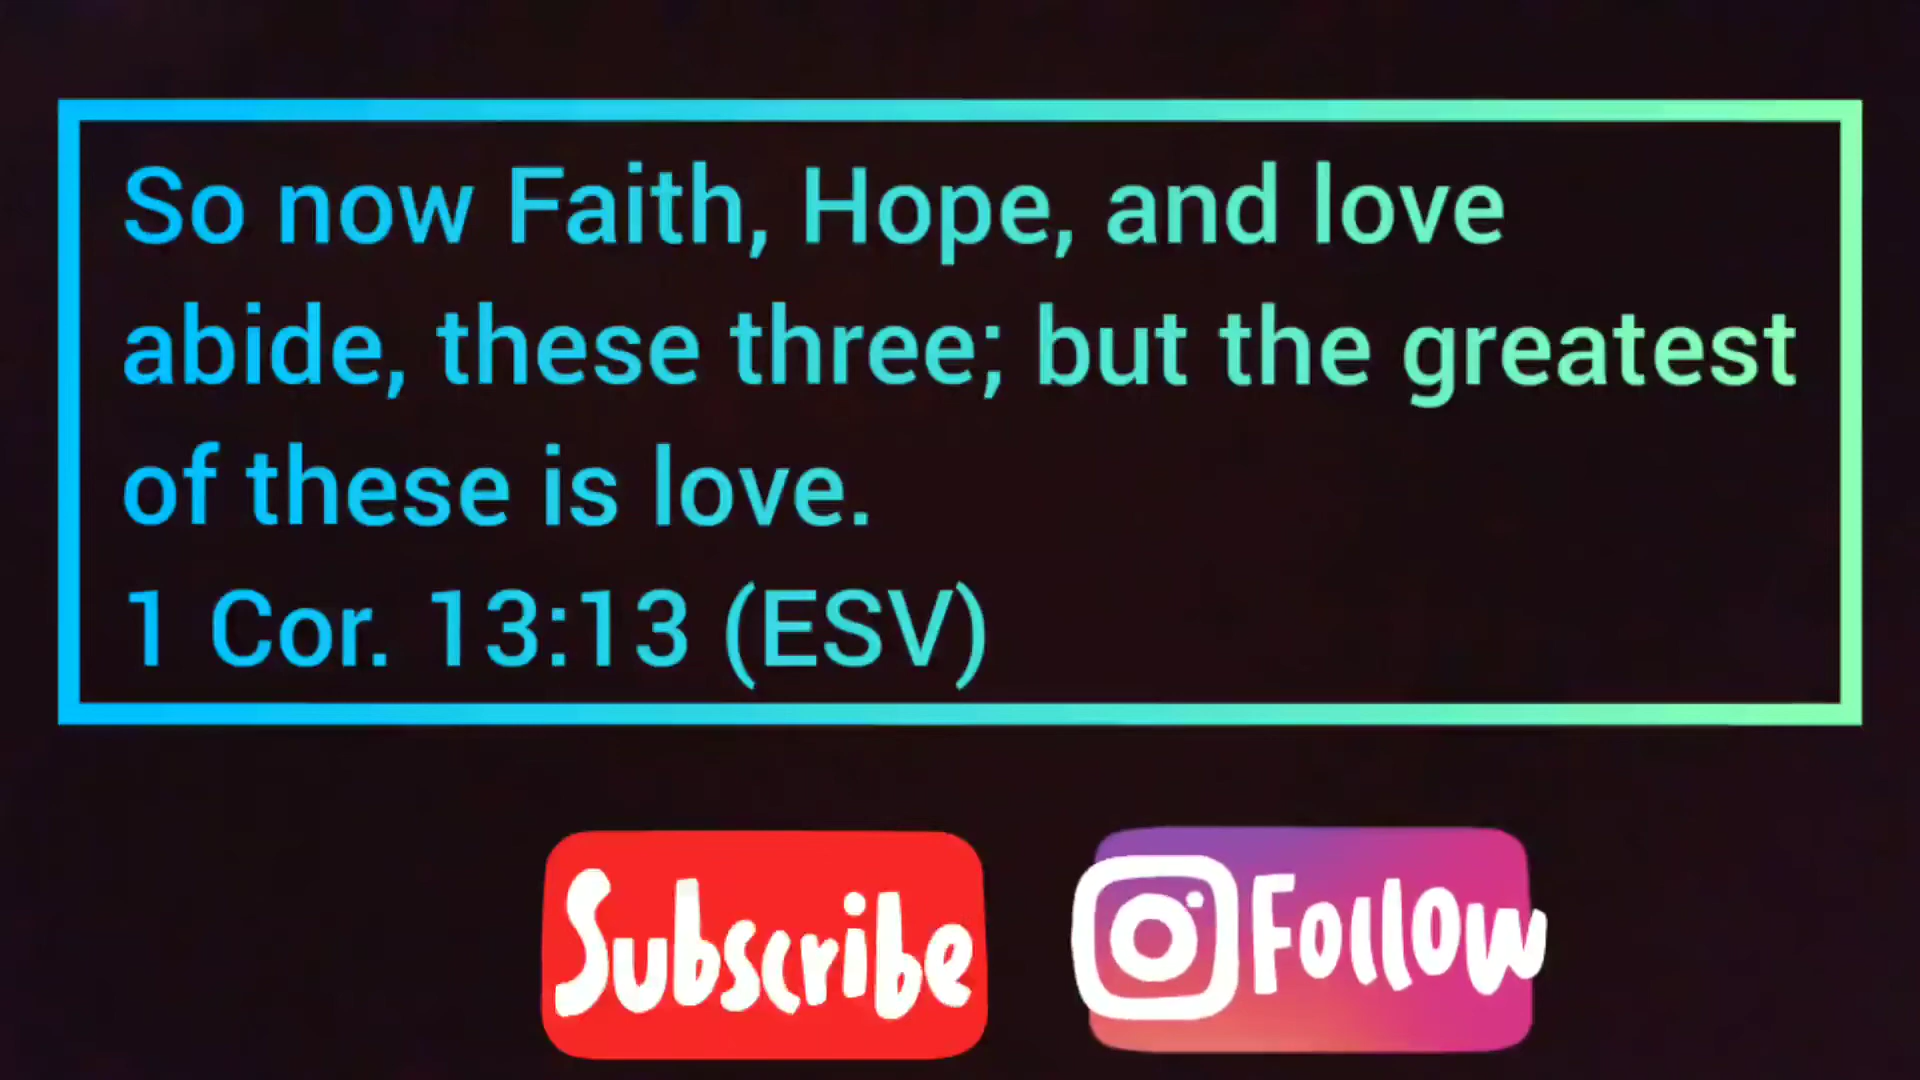 So now Faith, Hope, and love
abide, these three; but the greatest
of these is love.
1 Cor. 13:13 (ESV)
Subscribe
Follow